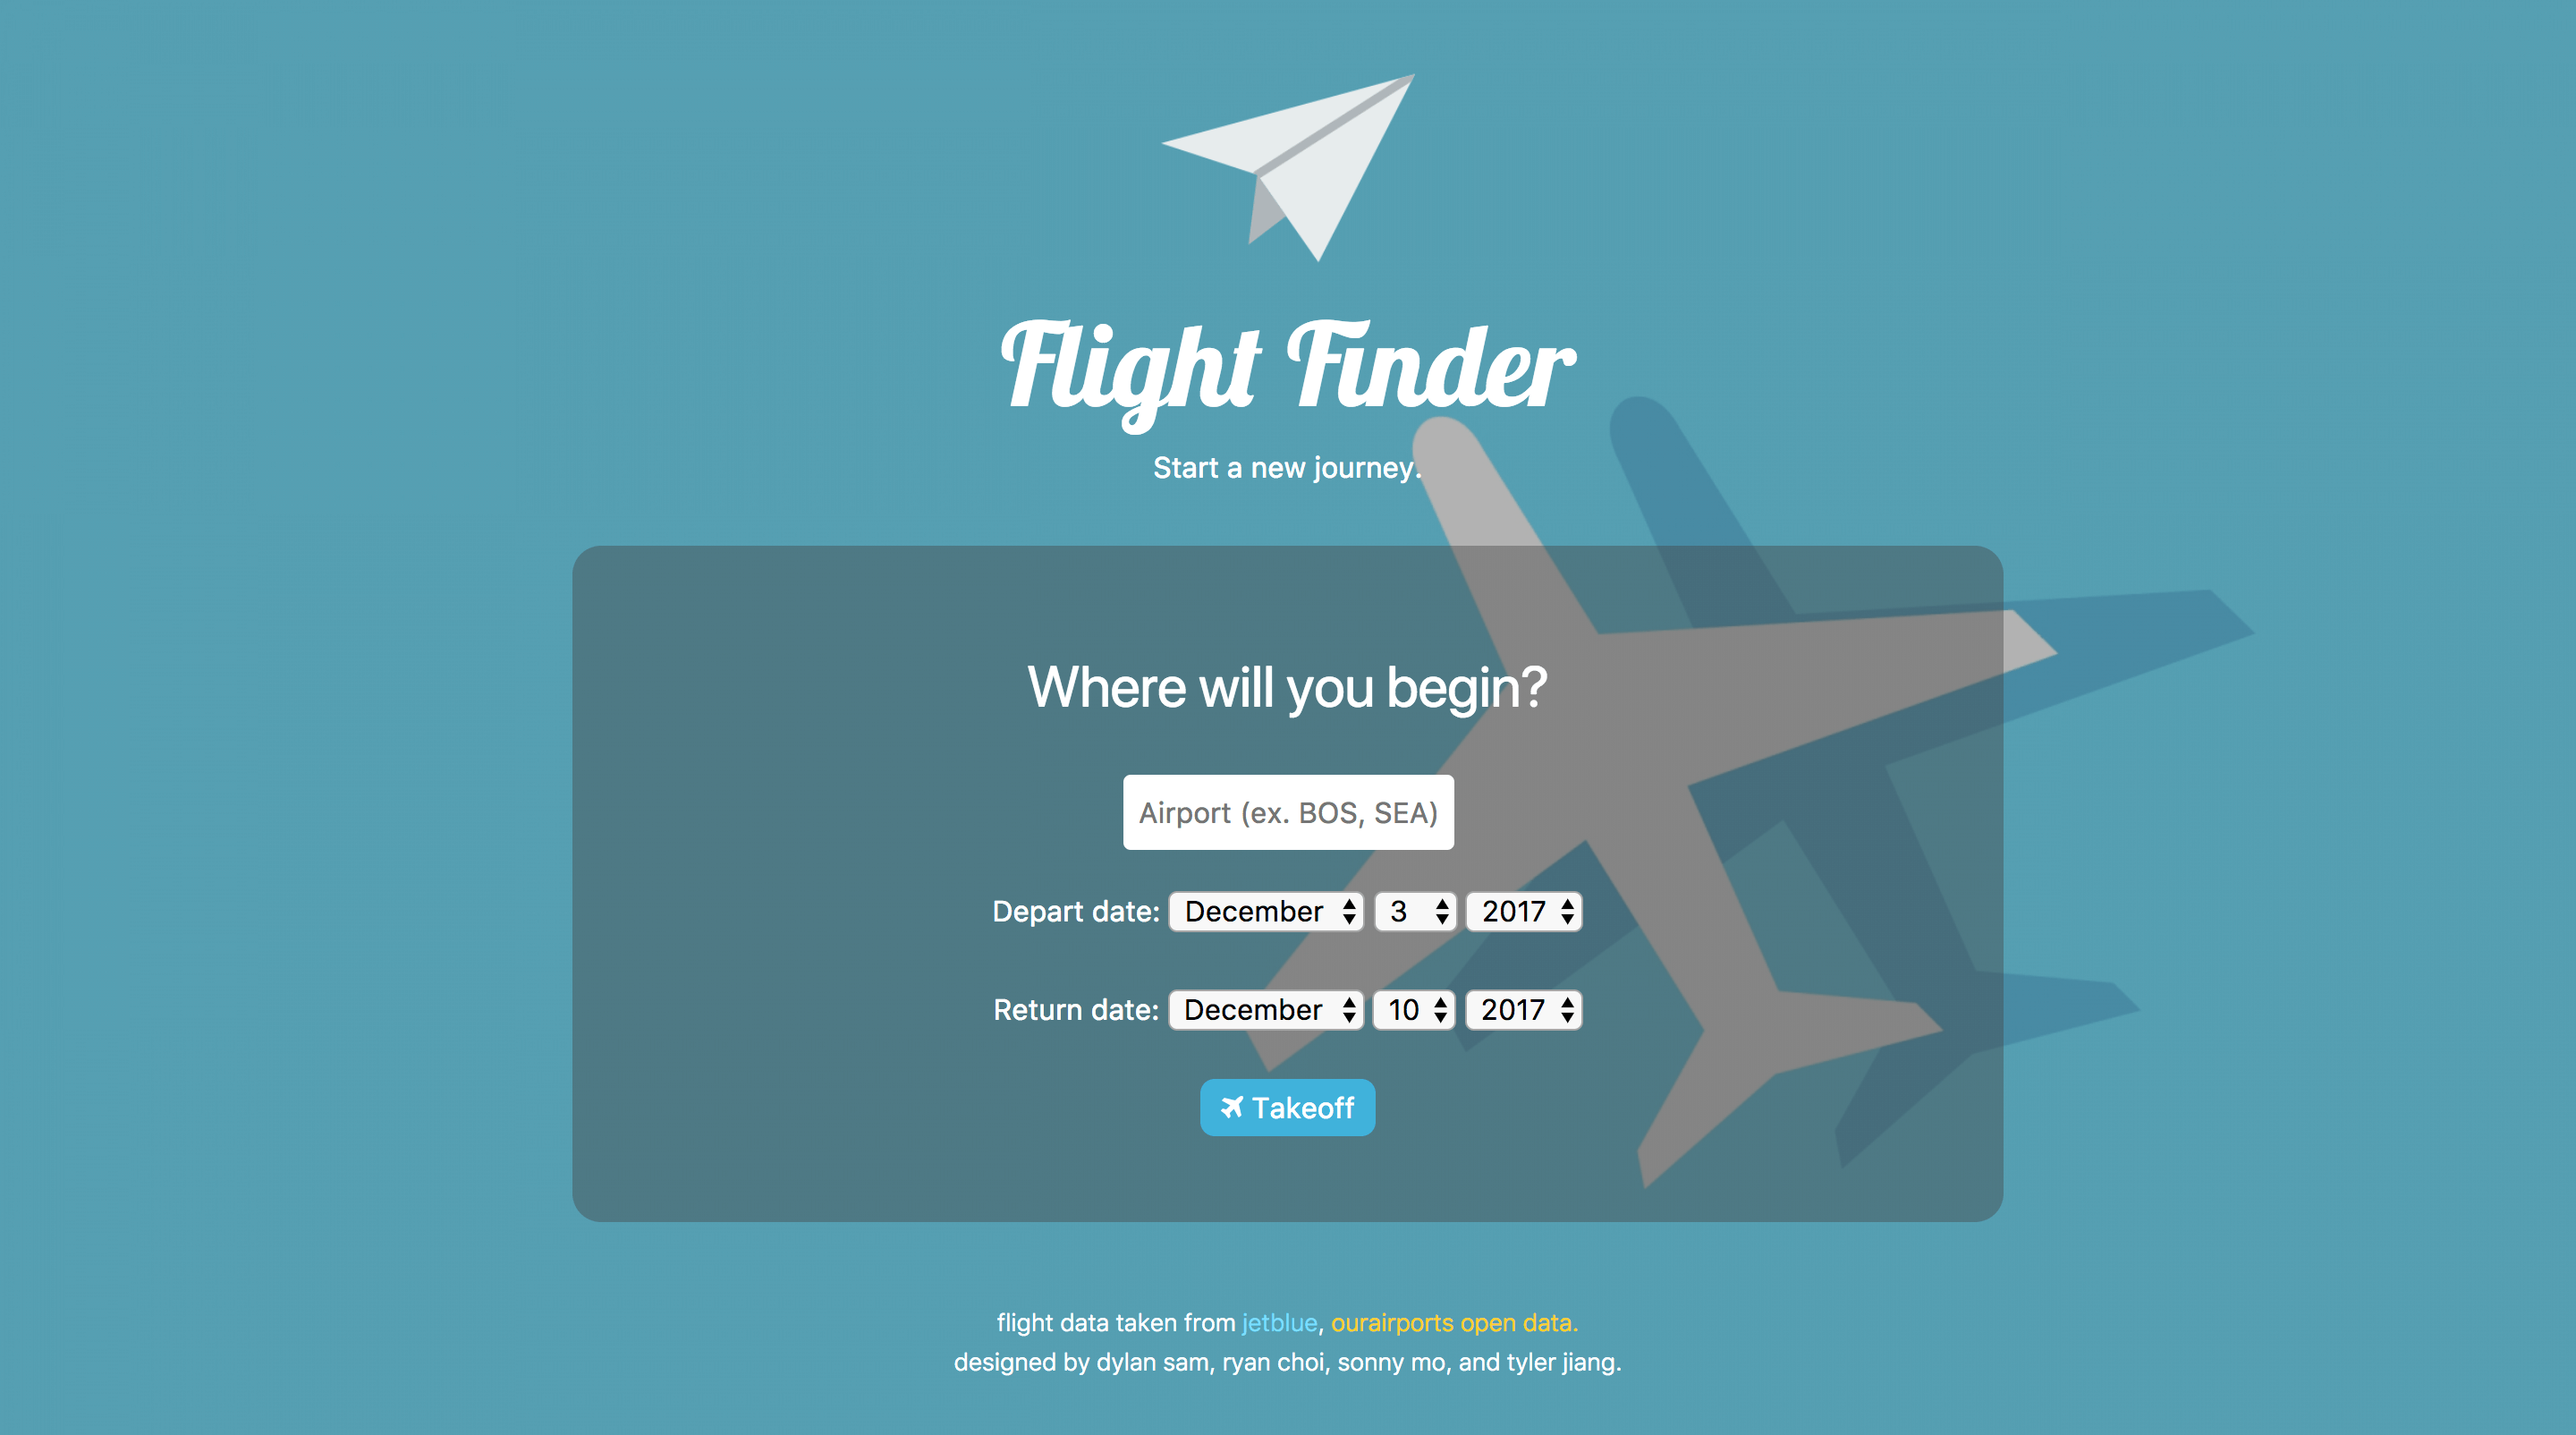 Flight Finder
Start a new journey.
Where will you begin?
Airport (ex. BOS, SEA)
Depart date: December 3 2017
Return date: December 10 2017
Takeoff
flight data taken from jetblue, ourairports open data.
designed by dylan sam, ryan choi, sonny mo, and tyler jiang.